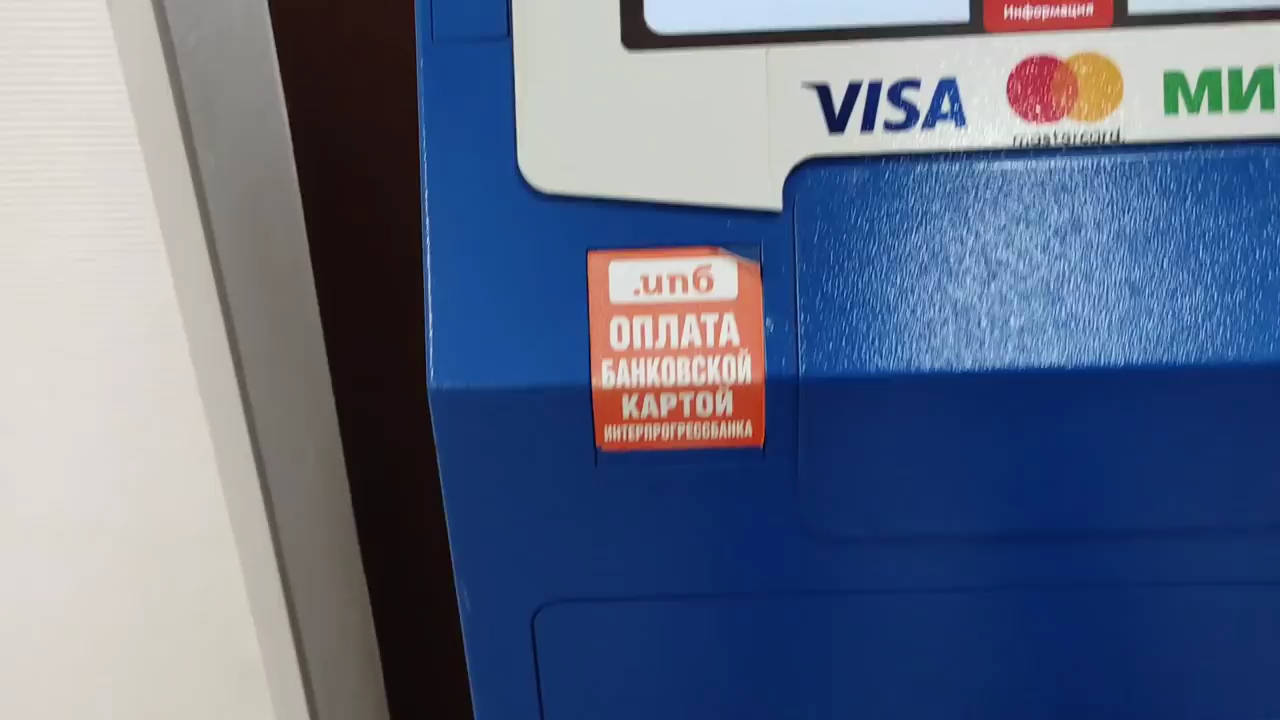 Информация
VISA
mastercard.
МИ
.ипб
ОПЛАТА
БАНКОВСКОЙ
КАРТОЙ
ИНТЕРПРОГРЕССБАНКА